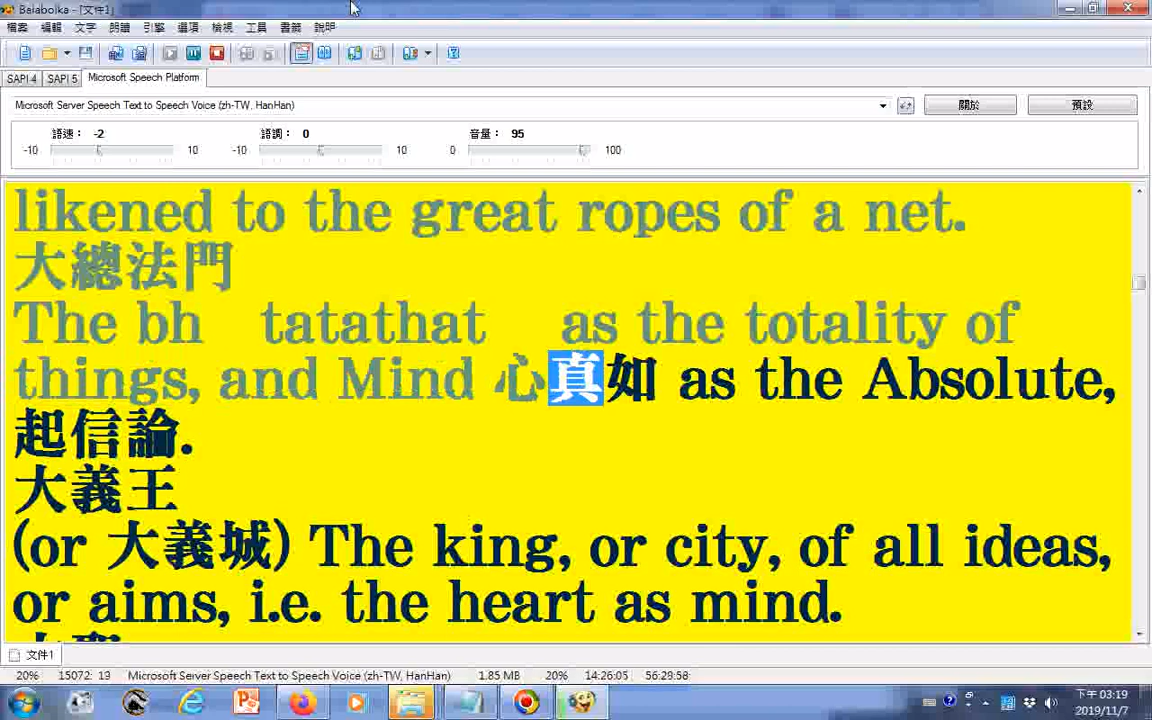 Balabolka - [文件1]
檔案 編輯 文字 朗讀 引擎 選項 檢視 工具 書籤 說明
SAPI 4 SAPI 5 Microsoft Speech Platform
Microsoft Server Speech Text to Speech Voice (zh-TW, HanHan) 關於 預設
語速： -2 語調： 0 音量： 95
-10 10 -10 10 0 100
likened to the great ropes of a net.
大總法門
The bh tatathat as the totality of
things, and Mind 心真如 as the Absolute,
起信論.
大義王
(or 大義城) The king, or city, of all ideas,
or aims, i.e. the heart as mind.
文件1
20% 15072: 13 Microsoft Server Speech Text to Speech Voice (zh-TW, HanHan) 1.85 MB 20% 14:26:05 56:29:58
下午 03:19
2019/11/7